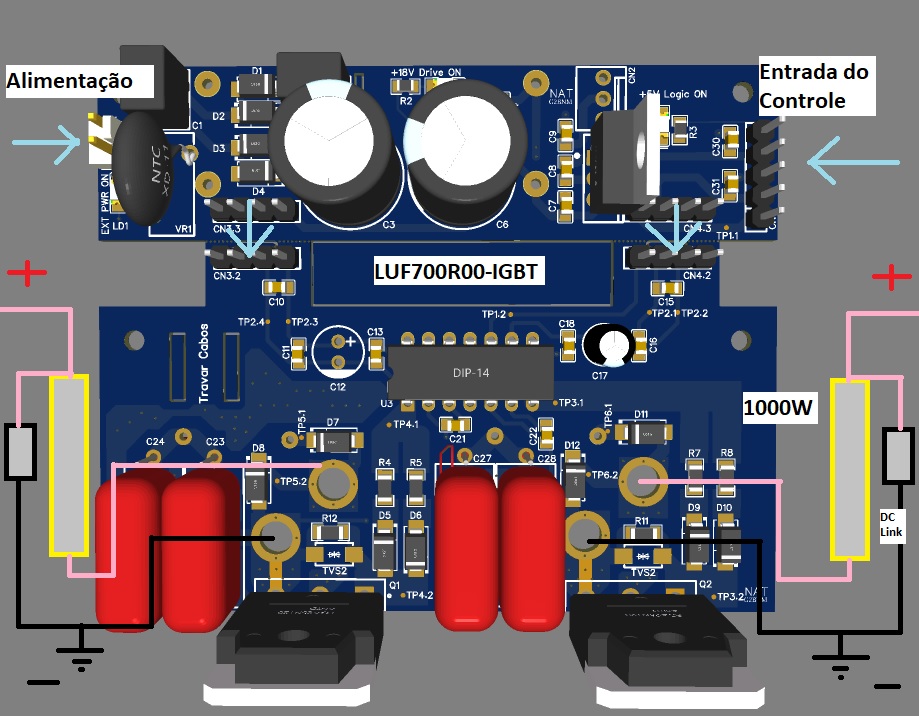 Alimentação
Entrada do
Controle
+18V Drive ON
D1
R2
CN2
NAT
G28NM
+5V Logic ON
C1
D2
C9
R3
C30
D3
NTC
C8
D4
C31
EXT PWR ON
LD1
VR1
CN3.3
C3
C6
C7
CN4.3
TP1.1
CN3.2
LUF700R00-IGBT
CN4.2
C10
C15
TP2.4
TP2.3
TP1.2
TP2.1
TP2.2
Travar Cabos
C11
C12
C13
DIP-14
C18
C17
C16
U3
TP3.1
1000W
TP5.1
D7
TP4.1
C21
C22
TP6.1
D11
C24
C23
D8
C27
C28
D12
TP5.2
R4
R5
TP6.2
R7
R8
R12
D5
D6
R11
D9
D10
DC
Link
TVS2
TVS2
Q1
TP4.2
Q2
TP3.2
NAT
G28NM